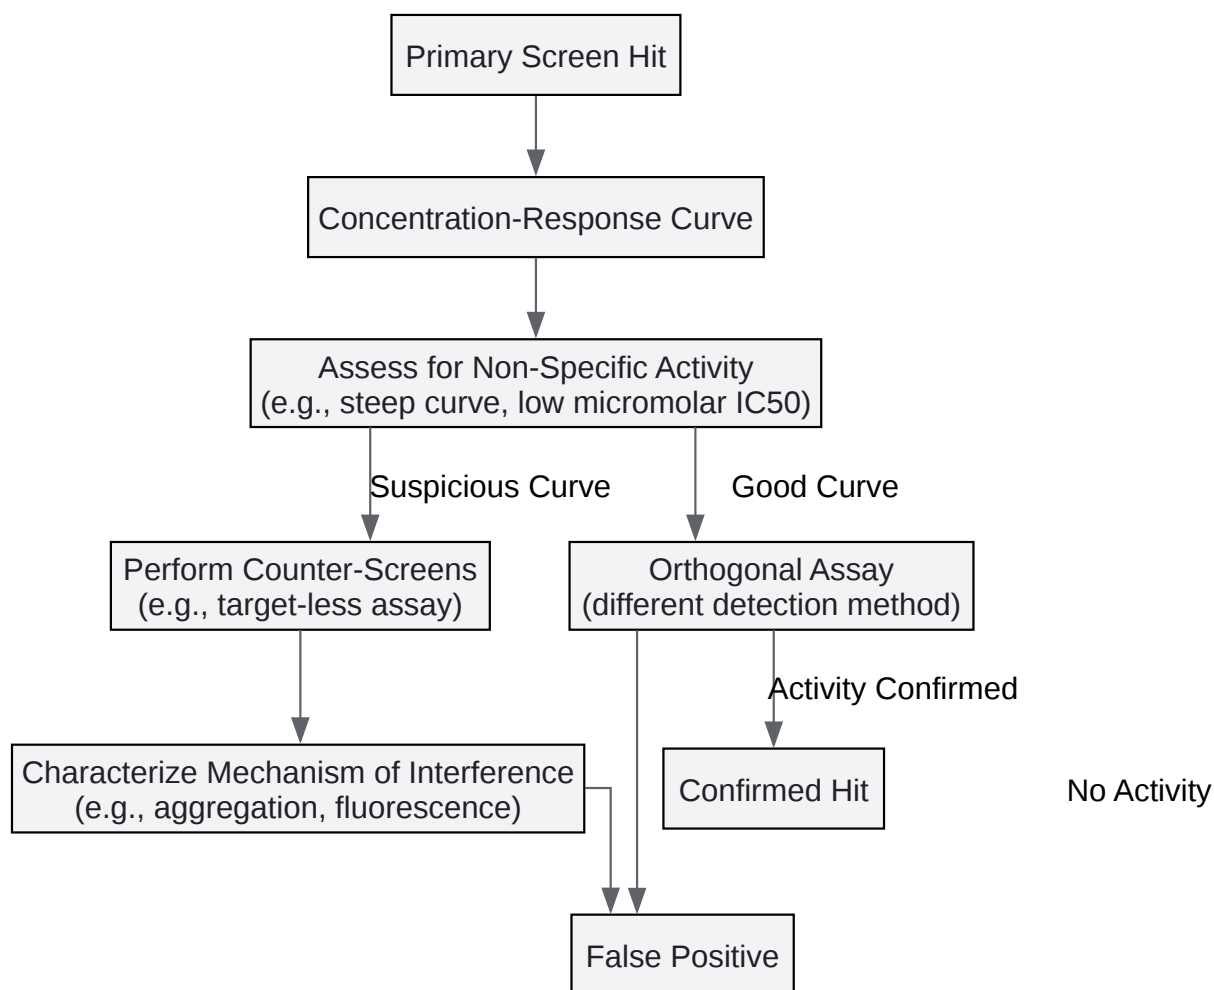 Primary Screen Hit
Concentration-Response Curve
Assess for Non-Specific Activity
(e.g., steep curve, low micromolar IC50)
Suspicious Curve
Good Curve
Perform Counter-Screens
(e.g., target-less assay)
Orthogonal Assay
(different detection method)
Activity Confirmed
Characterize Mechanism of Interference
(e.g., aggregation, fluorescence)
Confirmed Hit
No Activity
False Positive